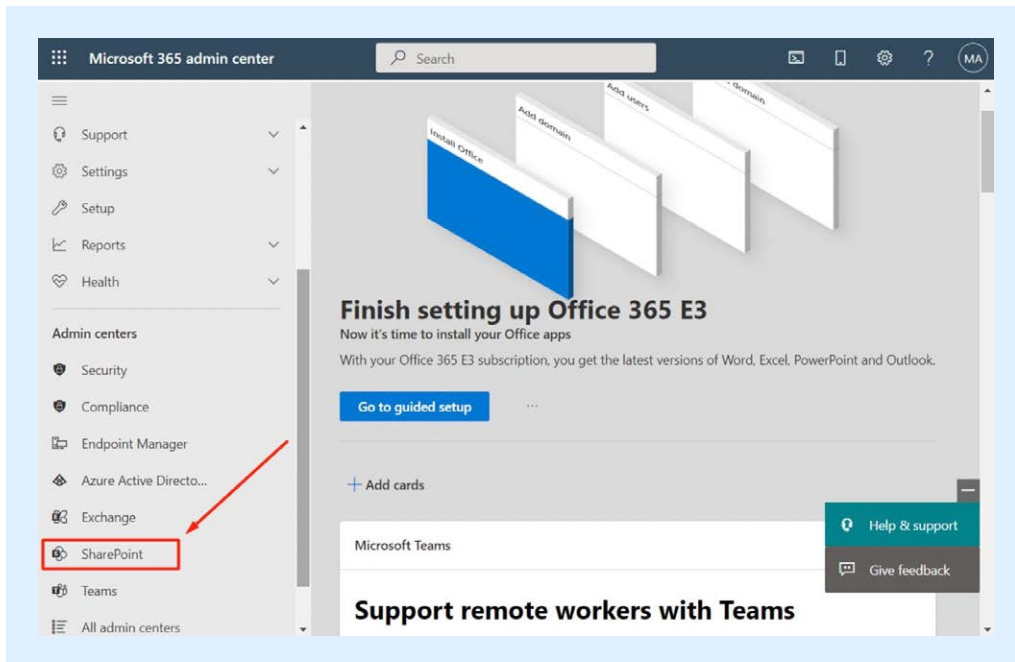 Microsoft 365 admin center
Search
MA
Support
Settings
Setup
Reports
Health
Admin centers
Security
Compliance
Endpoint Manager
Azure Active Directo...
Exchange
SharePoint
Teams
All admin centers
Install Office
Add domain
Add users
domain
Finish setting up Office 365 E3
Now it's time to install your Office apps
With your Office 365 E3 subscription, you get the latest versions of Word, Excel, PowerPoint and Outlook.
Go to guided setup
...
Add cards
Microsoft Teams
Support remote workers with Teams
Help & support
Give feedback